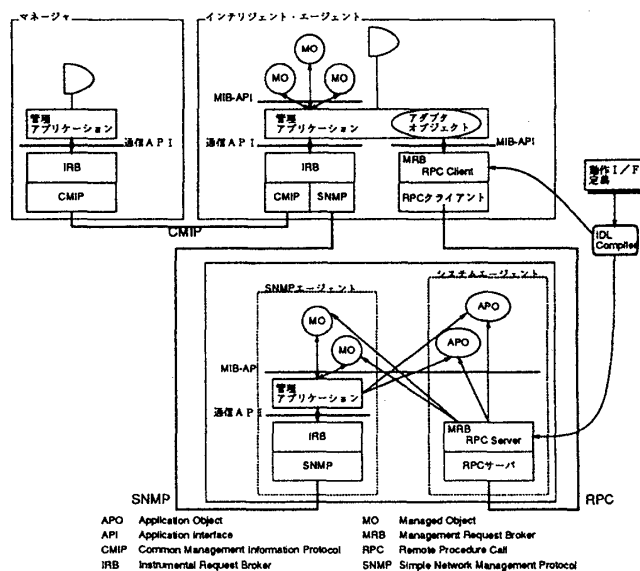 マネージャ
インテリジェント・エージェント
MO
MO
MO
MIB-API
管理
アプリケーション
通信API
IRB
CMIP
管理
アプリケーション
アダプタ
オブジェクト
通信API
MIB-API
IRB
CMIP
SNMP
MRB
RPC Client
RPCクライアント
動作I/F
定義
IDL
Compiler
CMIP
SNMPエージェント
システムエージェント
MO
MO
APO
APO
MIB-API
管理
アプリケーション
通信API
IRB
SNMP
MRB
RPC Server
RPCサーバ
SNMP
RPC
APO Application Object
API Application Interface
CMIP Common Management Information Protocol
IRB Instrumental Request Broker
MO Managed Object
MRB Management Request Broker
RPC Remote Procedure Call
SNMP Simple Network Management Protocol